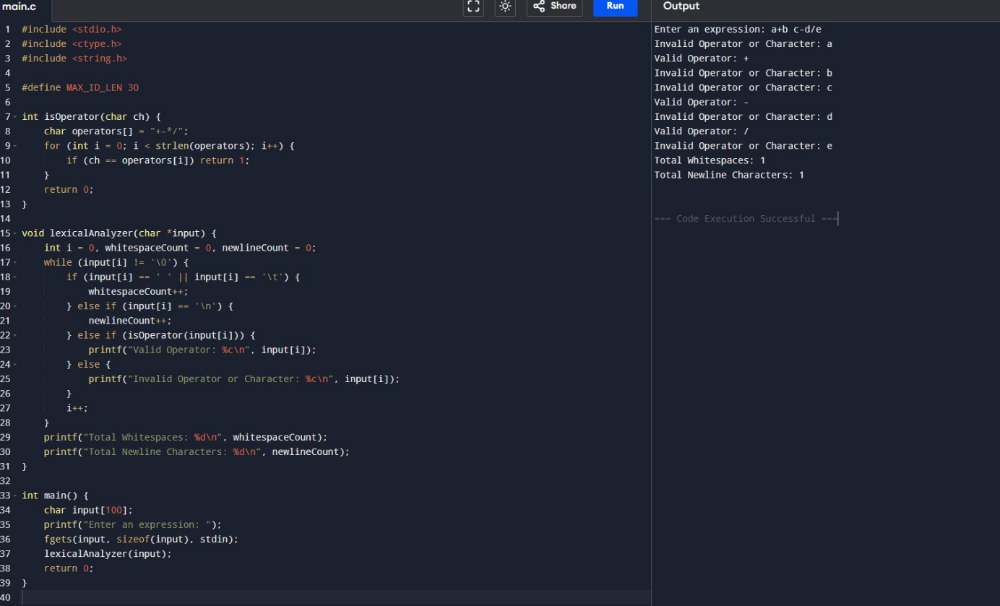 main.c
Share
Run
Output
1 #include <stdio.h>
2 #include <ctype.h>
3 #include <string.h>
4
5 #define MAX_ID_LEN 30
6
7 int isOperator(char ch) {
8     char operators[] = "+-*/";
9     for (int i = 0; i < strlen(operators); i++) {
10         if (ch == operators[i]) return 1;
11     }
12     return 0;
13 }
14
15 void lexicalAnalyzer(char *input) {
16     int i = 0, whitespaceCount = 0, newlineCount = 0;
17     while (input[i] != '\0') {
18         if (input[i] == ' ' || input[i] == '\t') {
19             whitespaceCount++;
20         } else if (input[i] == '\n') {
21             newlineCount++;
22         } else if (isOperator(input[i])) {
23             printf("Valid Operator: %c\n", input[i]);
24         } else {
25             printf("Invalid Operator or Character: %c\n", input[i]);
26         }
27         i++;
28     }
29     printf("Total Whitespaces: %d\n", whitespaceCount);
30     printf("Total Newline Characters: %d\n", newlineCount);
31 }
32
33 int main() {
34     char input[100];
35     printf("Enter an expression: ");
36     fgets(input, sizeof(input), stdin);
37     lexicalAnalyzer(input);
38     return 0;
39 }
40
Enter an expression: a+b c-d/e
Invalid Operator or Character: a
Valid Operator: +
Invalid Operator or Character: b
Invalid Operator or Character: c
Valid Operator: -
Invalid Operator or Character: d
Valid Operator: /
Invalid Operator or Character: e
Total Whitespaces: 1
Total Newline Characters: 1
=== Code Execution Successful ===